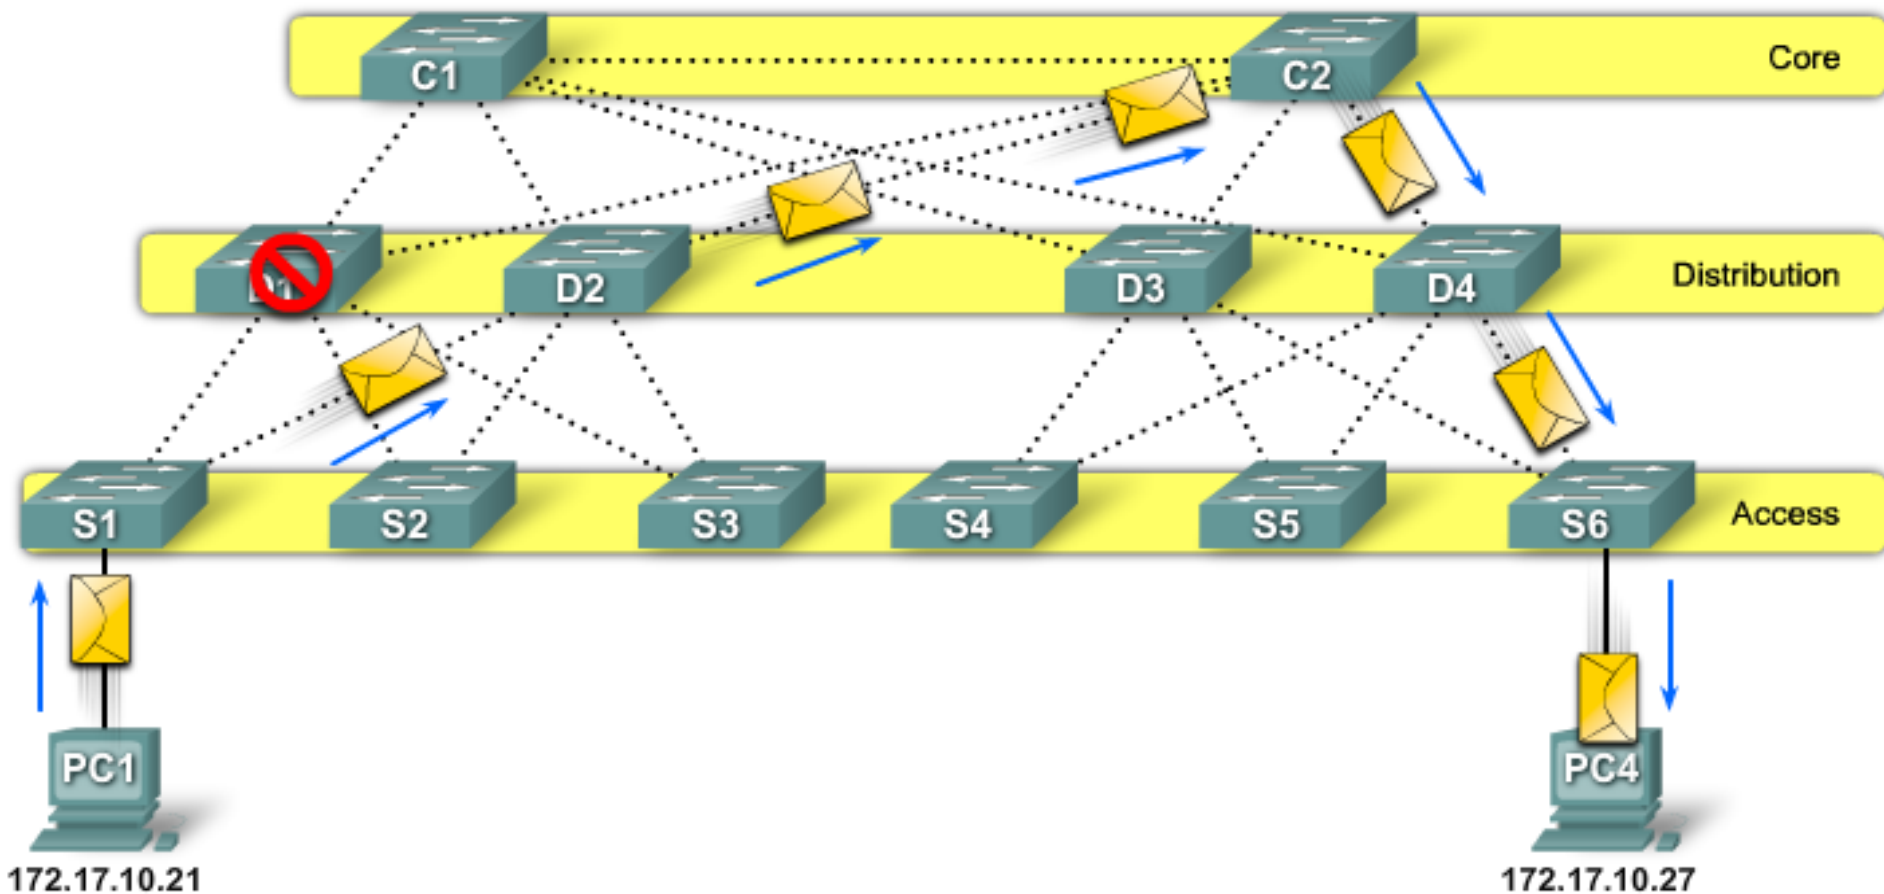 C1
C2
Core
D1
D2
D3
D4
Distribution
S1
S2
S3
S4
S5
S6
Access
PC1
PC4
172.17.10.21
172.17.10.27